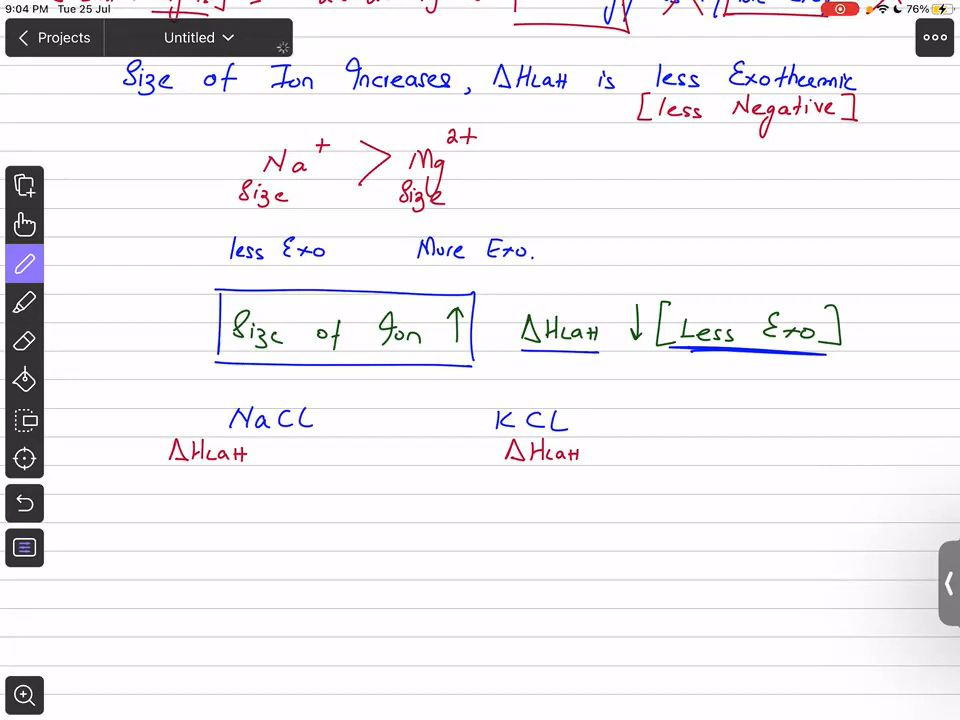 9:04 PM Tue 25 Jul
76%
Projects
Untitled
Size of Ion Increases, ΔHLatt is less Exothermic
[less Negative]
Na+ > Mg2+
Size Size
less Exo More Exo.
Size of Ion ↑ ΔHLatt ↓ [Less Exo]
NaCL KCL
ΔHLatt ΔHLatt